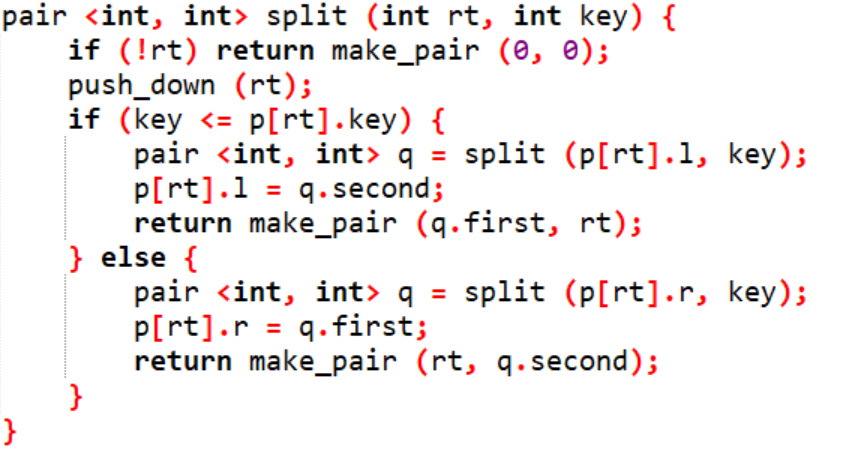 pair <int, int> split (int rt, int key) {
    if (!rt) return make_pair (0, 0);
    push_down (rt);
    if (key <= p[rt].key) {
        pair <int, int> q = split (p[rt].l, key);
        p[rt].l = q.second;
        return make_pair (q.first, rt);
    } else {
        pair <int, int> q = split (p[rt].r, key);
        p[rt].r = q.first;
        return make_pair (rt, q.second);
    }
}